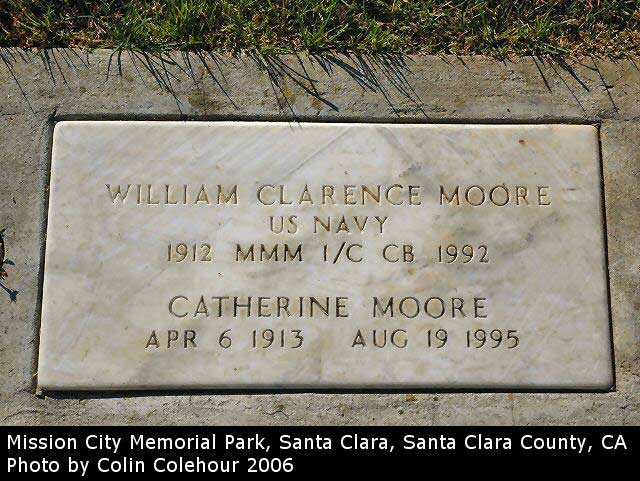 WILLIAM CLARENCE MOORE
US NAVY
1912 MMM 1/C CB 1992
CATHERINE MOORE
APR 6 1913 AUG 19 1995
Mission City Memorial Park, Santa Clara, Santa Clara County, CA
Photo by Colin Colehour 2006